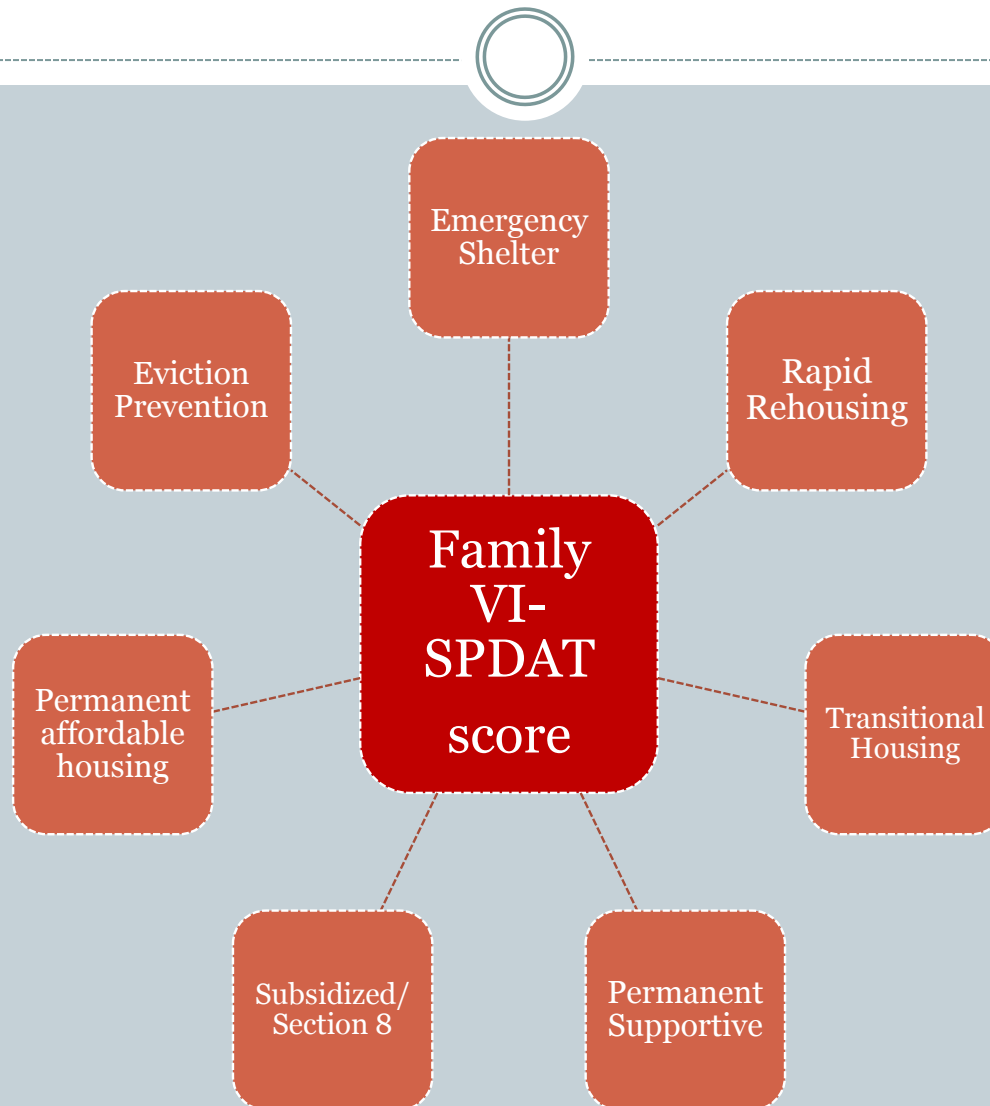 Emergency
Shelter
Eviction
Prevention
Rapid
Rehousing
Family
VI-
SPDAT
score
Permanent
affordable
housing
Transitional
Housing
Subsidized/
Section 8
Permanent
Supportive